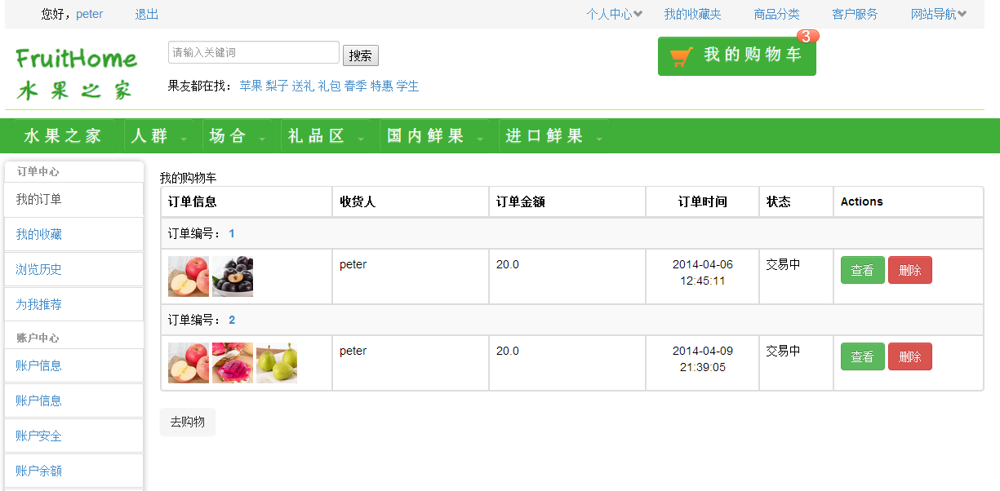 您好，peter 退出 个人中心 我的收藏夹 商品分类 客户服务 网站导航
FruitHome
水果之家
请输入关键词 搜索
果友都在找： 苹果 梨子 送礼 礼包 春季 特惠 学生
3
我的购物车
水果之家 人群 场合 礼品区 国内鲜果 进口鲜果
订单中心
我的订单
我的收藏
浏览历史
为我推荐
账户中心
账户信息
账户信息
账户安全
账户余额
我的购物车
订单信息 收货人 订单金额 订单时间 状态 Actions
订单编号： 1
peter 20.0 2014-04-06 交易中 查看 删除
12:45:11
订单编号： 2
peter 20.0 2014-04-09 交易中 查看 删除
21:39:05
去购物